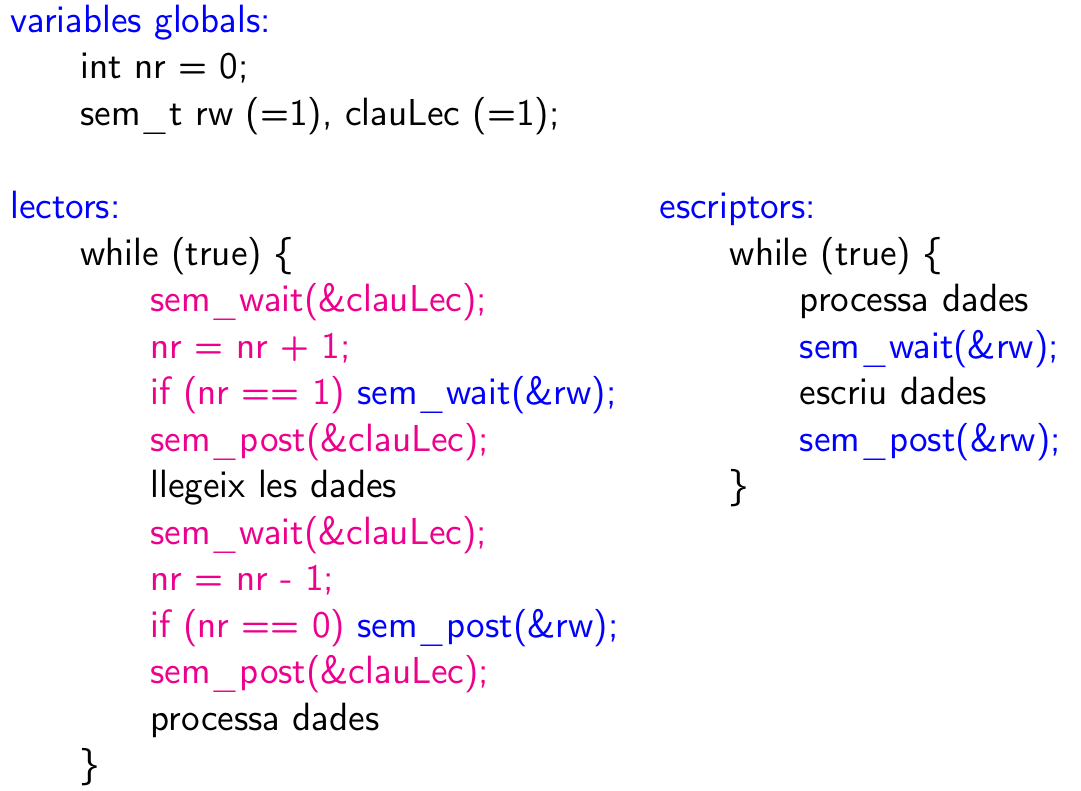 variables globals:
int nr = 0;
sem_t rw (=1), clauLec (=1);
lectors:
while (true) {
sem_wait(&clauLec);
nr = nr + 1;
if (nr == 1) sem_wait(&rw);
sem_post(&clauLec);
llegeix les dades
sem_wait(&clauLec);
nr = nr - 1;
if (nr == 0) sem_post(&rw);
sem_post(&clauLec);
processa dades
}
escriptors:
while (true) {
processa dades
sem_wait(&rw);
escriu dades
sem_post(&rw);
}